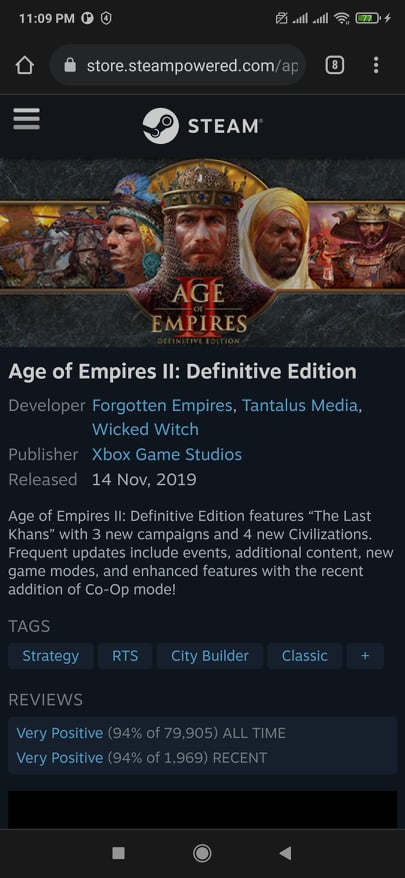 11:09 PM
77
store.steampowered.com/ap
8
STEAM®
AGE
OF
II
EMPIRES
DEFINITIVE EDITION
Age of Empires II: Definitive Edition
Developer Forgotten Empires, Tantalus Media,
Wicked Witch
Publisher Xbox Game Studios
Released 14 Nov, 2019
Age of Empires II: Definitive Edition features “The Last
Khans” with 3 new campaigns and 4 new Civilizations.
Frequent updates include events, additional content, new
game modes, and enhanced features with the recent
addition of Co-Op mode!
TAGS
Strategy RTS City Builder Classic +
REVIEWS
Very Positive (94% of 79,905) ALL TIME
Very Positive (94% of 1,969) RECENT